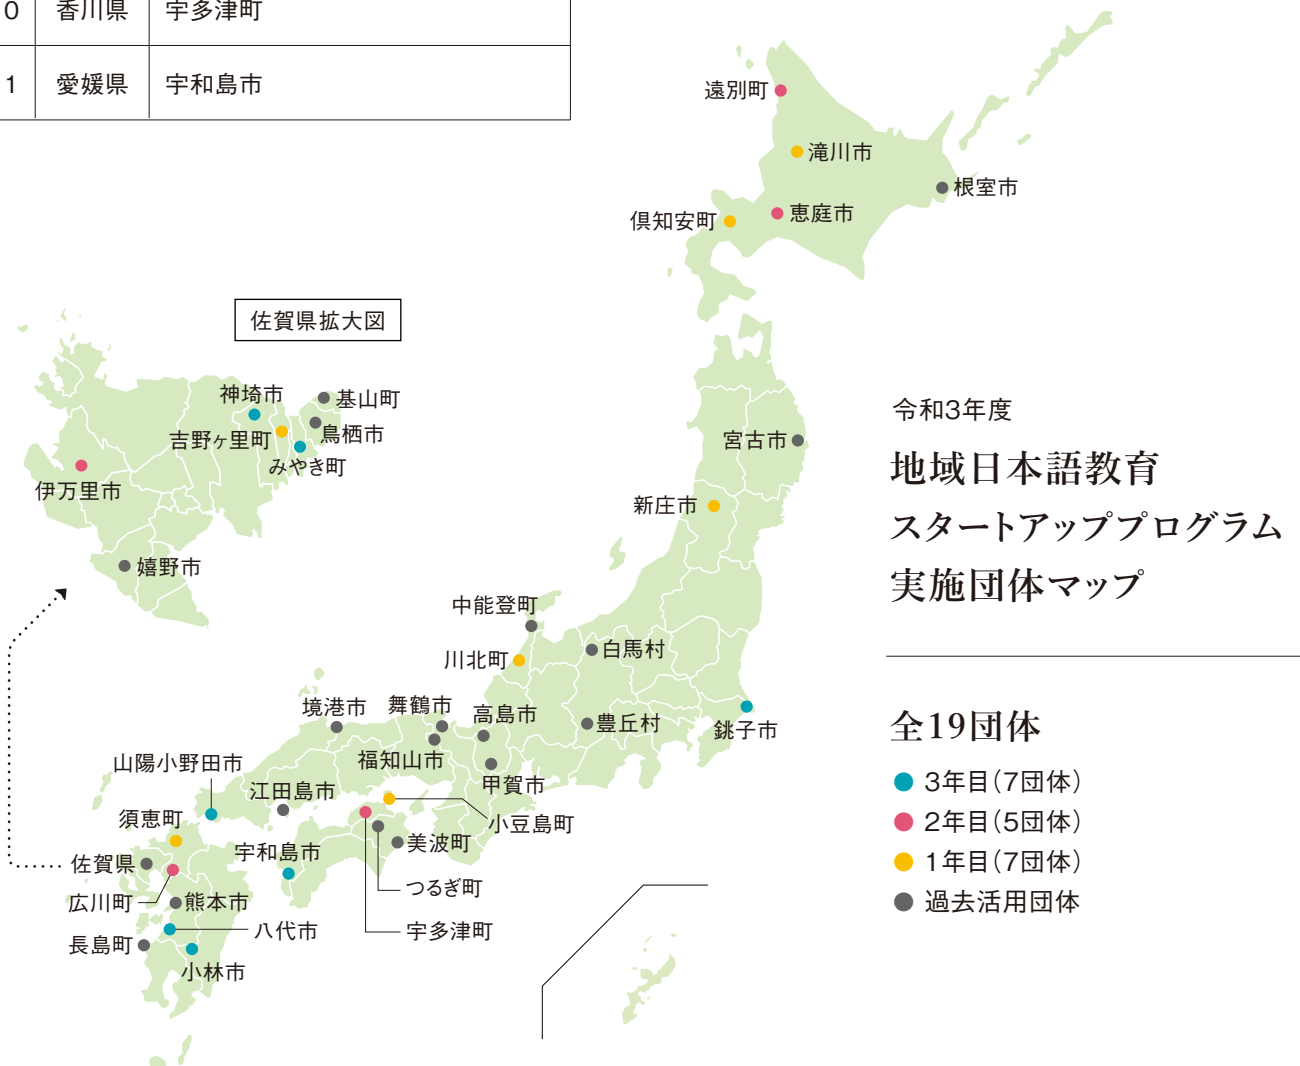 0 香川県 宇多津町
1 愛媛県 宇和島市
遠別町
滝川市
根室市
倶知安町
恵庭市
佐賀県拡大図
神埼市
基山町
吉野ヶ里町
鳥栖市
みやき町
伊万里市
嬉野市
宮古市
新庄市
中能登町
川北町
白馬村
境港市
舞鶴市
高島市
豊丘村
銚子市
福知山市
山陽小野田市
江田島市
甲賀市
須恵町
小豆島町
宇和島市
美波町
佐賀県
つるぎ町
広川町
熊本市
八代市
宇多津町
長島町
小林市
令和3年度
地域日本語教育
スタートアッププログラム
実施団体マップ
全19団体
3年目(7団体)
2年目(5団体)
1年目(7団体)
過去活用団体